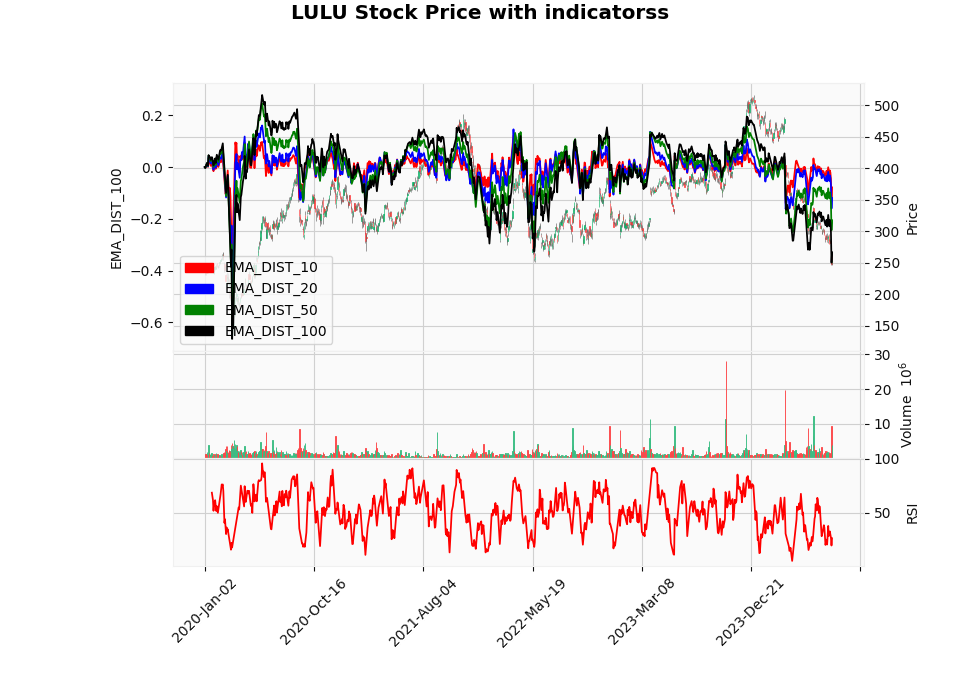 LULU Stock Price with indicatorss
EMA_DIST_100
0.2
0.0
−0.2
−0.4
−0.6
EMA_DIST_10
EMA_DIST_20
EMA_DIST_50
EMA_DIST_100
500
450
400
350
300
250
200
150
Price
30
20
10
Volume 10^6
100
50
RSI
2020-Jan-02
2020-Oct-16
2021-Aug-04
2022-May-19
2023-Mar-08
2023-Dec-21